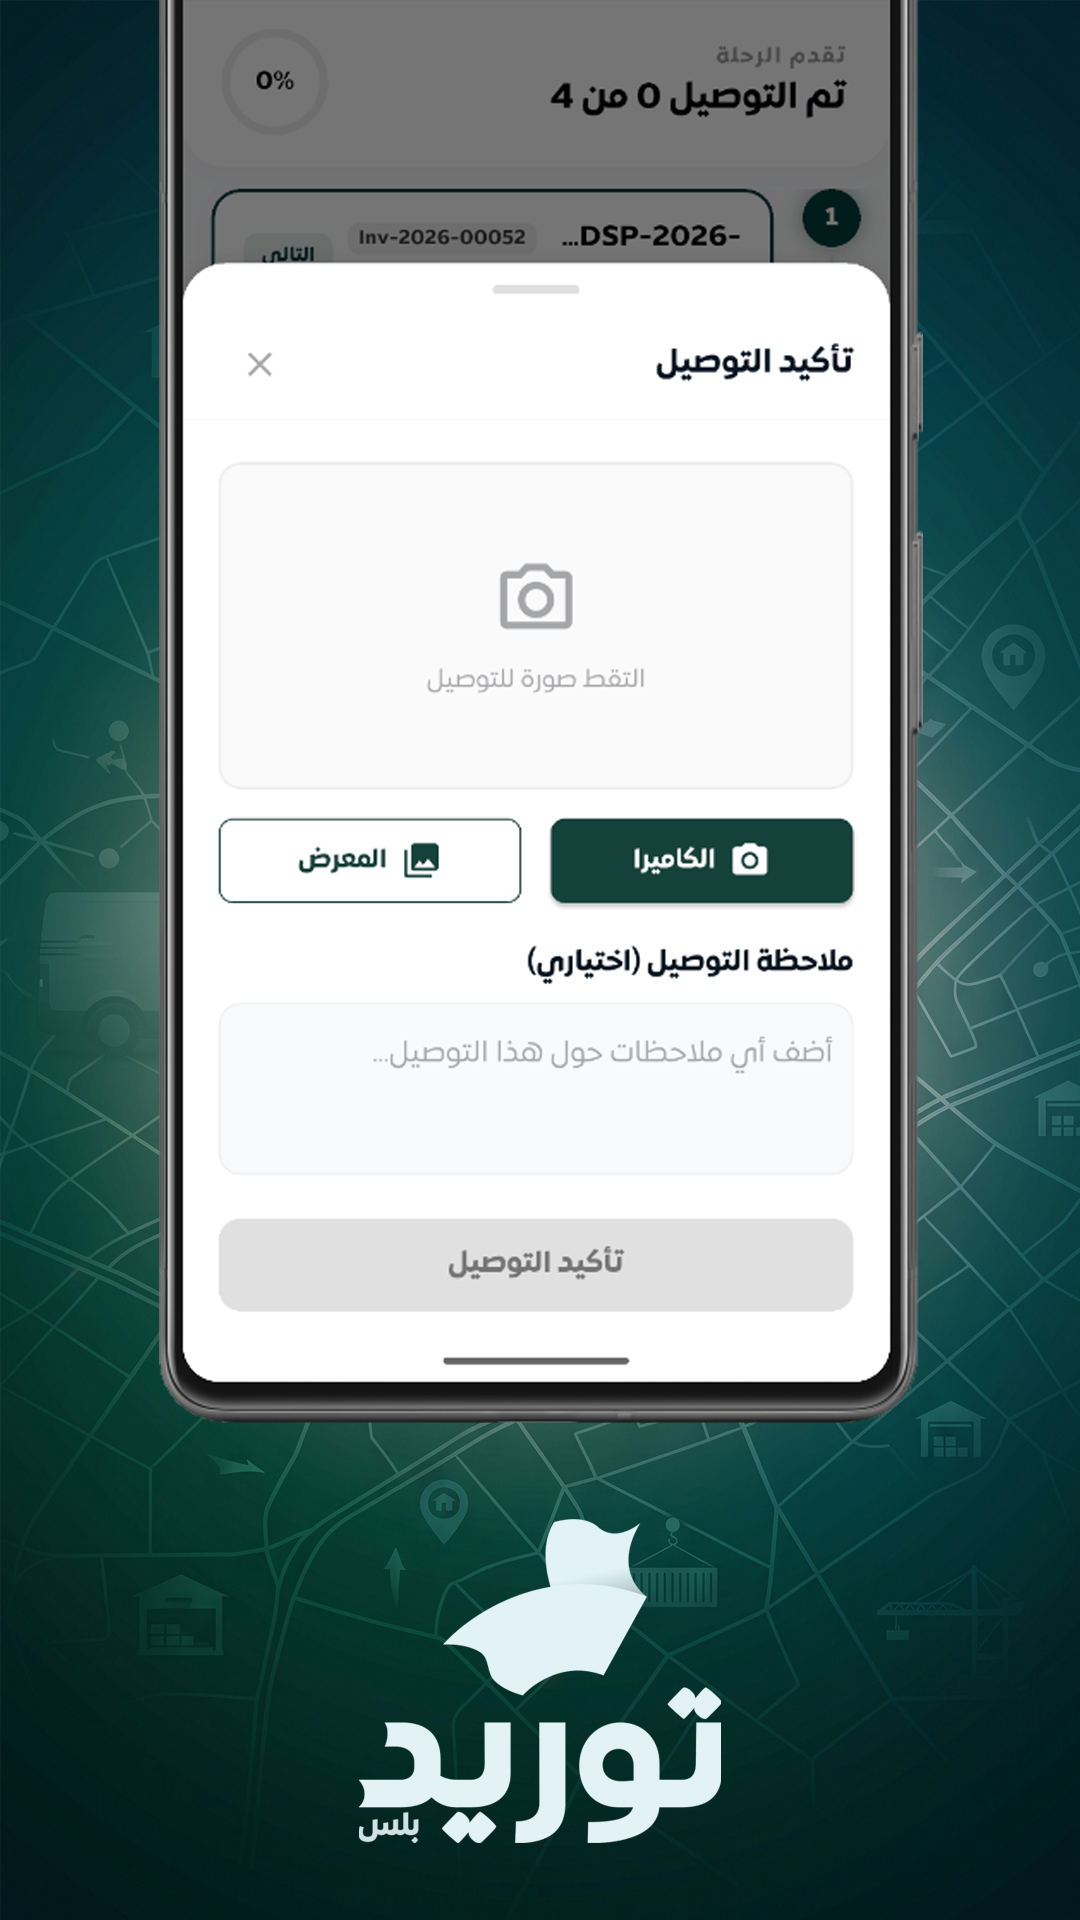 تقدم الرحلة
تم التوصيل 0 من 4
0%
1
DSP-2026-...
Inv-2026-00052
التالي
تأكيد التوصيل
التقط صورة للتوصيل
الكاميرا
المعرض
ملاحظة التوصيل (اختياري)
أضف أي ملاحظات حول هذا التوصيل...
تأكيد التوصيل
توريد
بلس